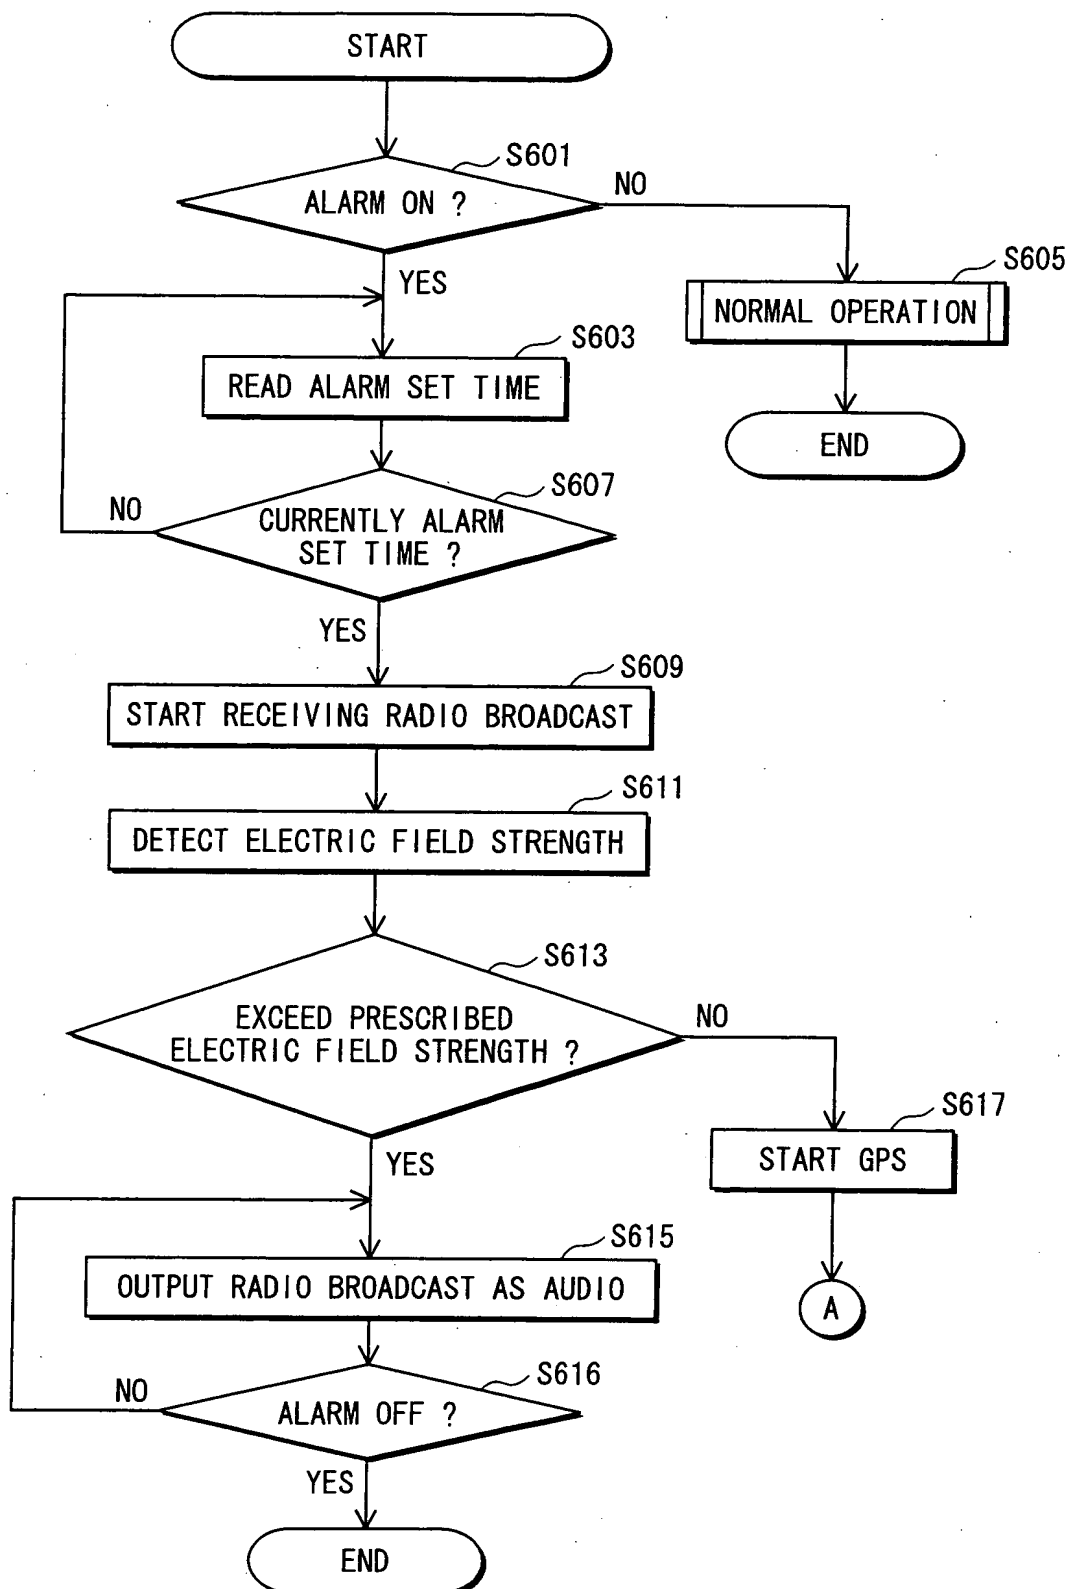 START
S601
ALARM ON ?
NO
YES
S605
NORMAL OPERATION
END
S603
READ ALARM SET TIME
S607
CURRENTLY ALARM
SET TIME ?
NO
YES
S609
START RECEIVING RADIO BROADCAST
S611
DETECT ELECTRIC FIELD STRENGTH
S613
EXCEED PRESCRIBED
ELECTRIC FIELD STRENGTH ?
NO
YES
S617
START GPS
A
S615
OUTPUT RADIO BROADCAST AS AUDIO
S616
ALARM OFF ?
NO
YES
END